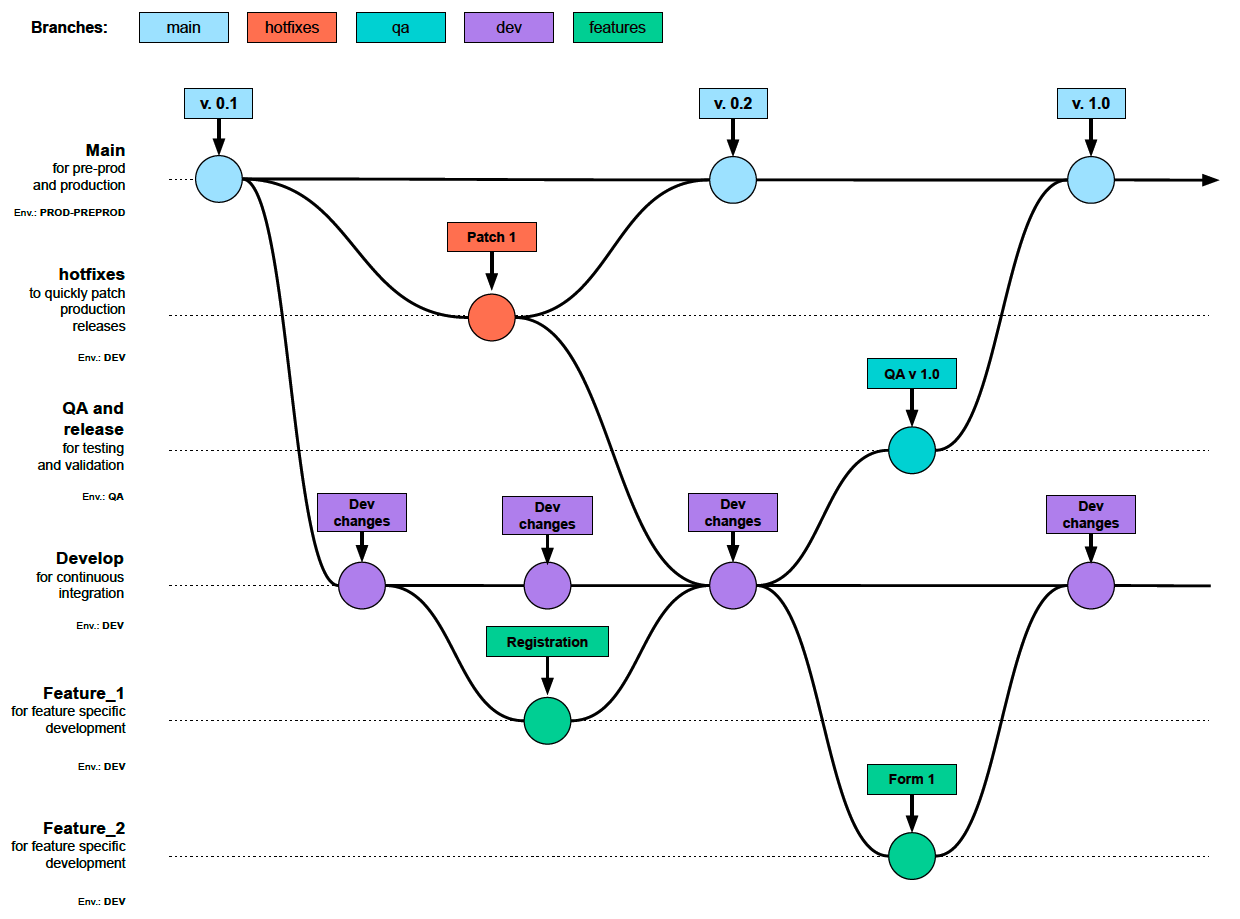 Branches: main hotfixes qa dev features
v. 0.1
v. 0.2
v. 1.0
Main
for pre-prod
and production
Env.: PROD-PREPROD
Patch 1
hotfixes
to quickly patch
production
releases
Env.: DEV
QA v 1.0
QA and
release
for testing
and validation
Env.: QA
Dev
changes
Dev
changes
Dev
changes
Dev
changes
Develop
for continuous
integration
Env.: DEV
Registration
Feature_1
for feature specific
development
Env.: DEV
Form 1
Feature_2
for feature specific
development
Env.: DEV